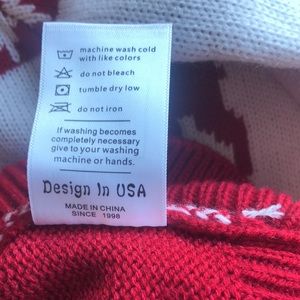 machine wash cold
with like colors
do not bleach
tumble dry low
do not iron
If washing becomes
completely necessary
give to your washing
machine or hands.
Design In USA
MADE IN CHINA
SINCE 1998